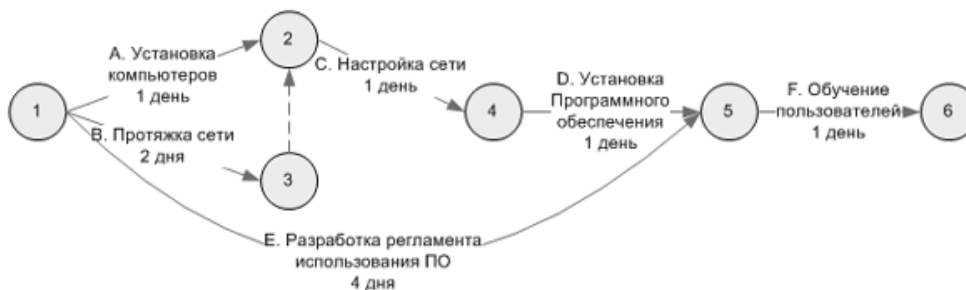 1
A. Установка
компьютеров
1 день
B. Протяжка сети
2 дня
2
3
C. Настройка сети
1 день
4
D. Установка
Программного
обеспечения
1 день
5
F. Обучение
пользователей
1 день
6
E. Разработка регламента
использования ПО
4 дня